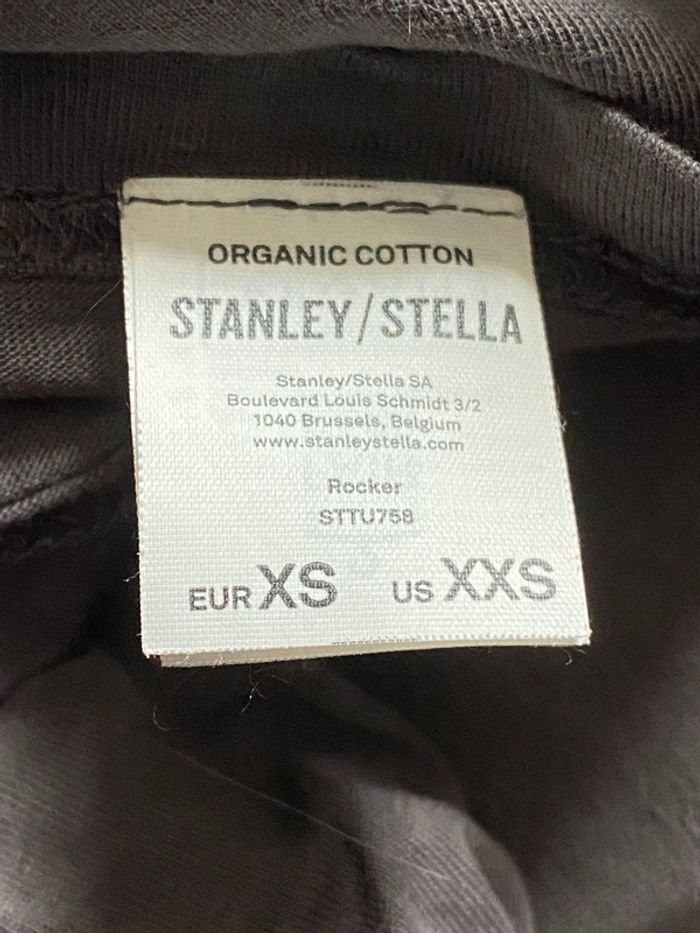 ORGANIC COTTON
STANLEY/STELLA
Stanley/Stella SA
Boulevard Louis Schmidt 3/2
1040 Brussels, Belgium
www.stanleystella.com
Rocker
STTU758
EUR XS US XXS